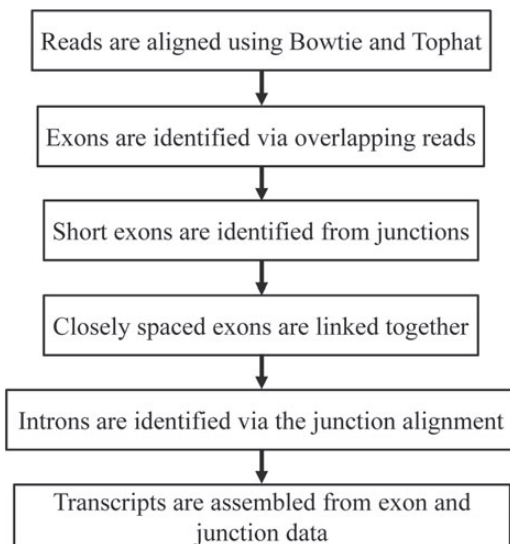 Reads are aligned using Bowtie and Tophat
Exons are identified via overlapping reads
Short exons are identified from junctions
Closely spaced exons are linked together
Introns are identified via the junction alignment
Transcripts are assembled from exon and
junction data